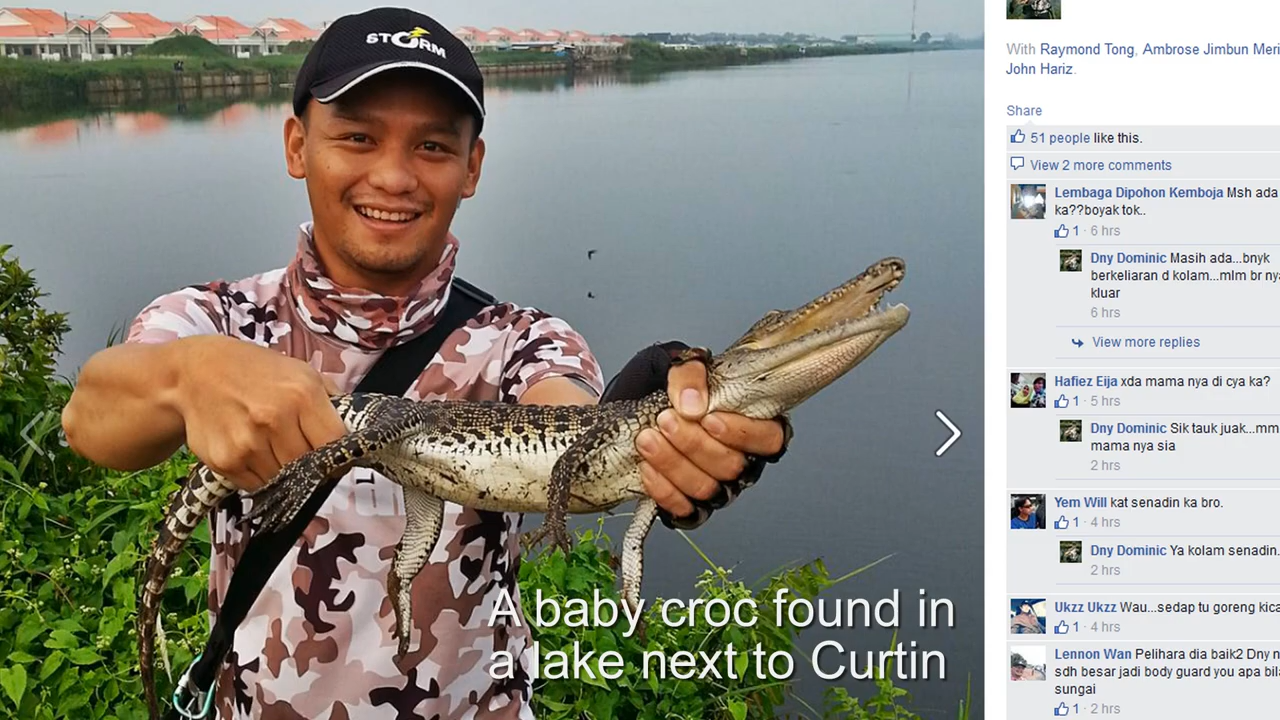 STORM
A baby croc found in
a lake next to Curtin
With Raymond Tong, Ambrose Jimbun Meri
John Hariz.
Share
51 people like this.
View 2 more comments
Lembaga Dipohon Kemboja Msh ada
ka??boyak tok..
1 · 6 hrs
Dny Dominic Masih ada...bnyk
berkeliaran d kolam...mlm br ny
kluar
6 hrs
View more replies
Hafiez Eija xda mama nya di cya ka?
1 · 5 hrs
Dny Dominic Sik tauk juak...mm
mama nya sia
2 hrs
Yem Will kat senadin ka bro.
1 · 4 hrs
Dny Dominic Ya kolam senadin.
2 hrs
Ukzz Ukzz Wau...sedap tu goreng kica
1 · 4 hrs
Lennon Wan Pelihara dia baik2 Dny n
sdh besar jadi body guard you apa bil
sungai
1 · 2 hrs